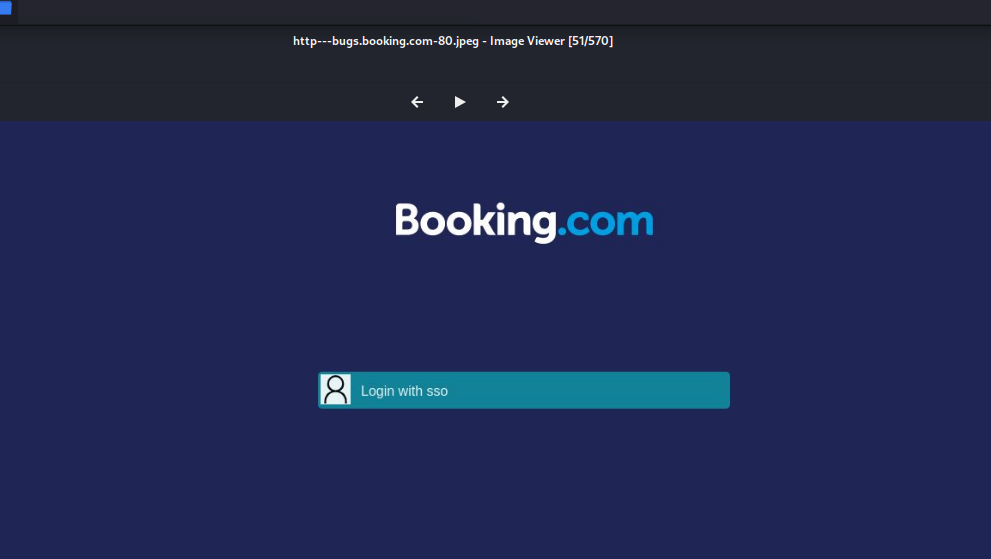 http---bugs.booking.com-80.jpeg - Image Viewer [51/570]
Booking.com
Login with sso